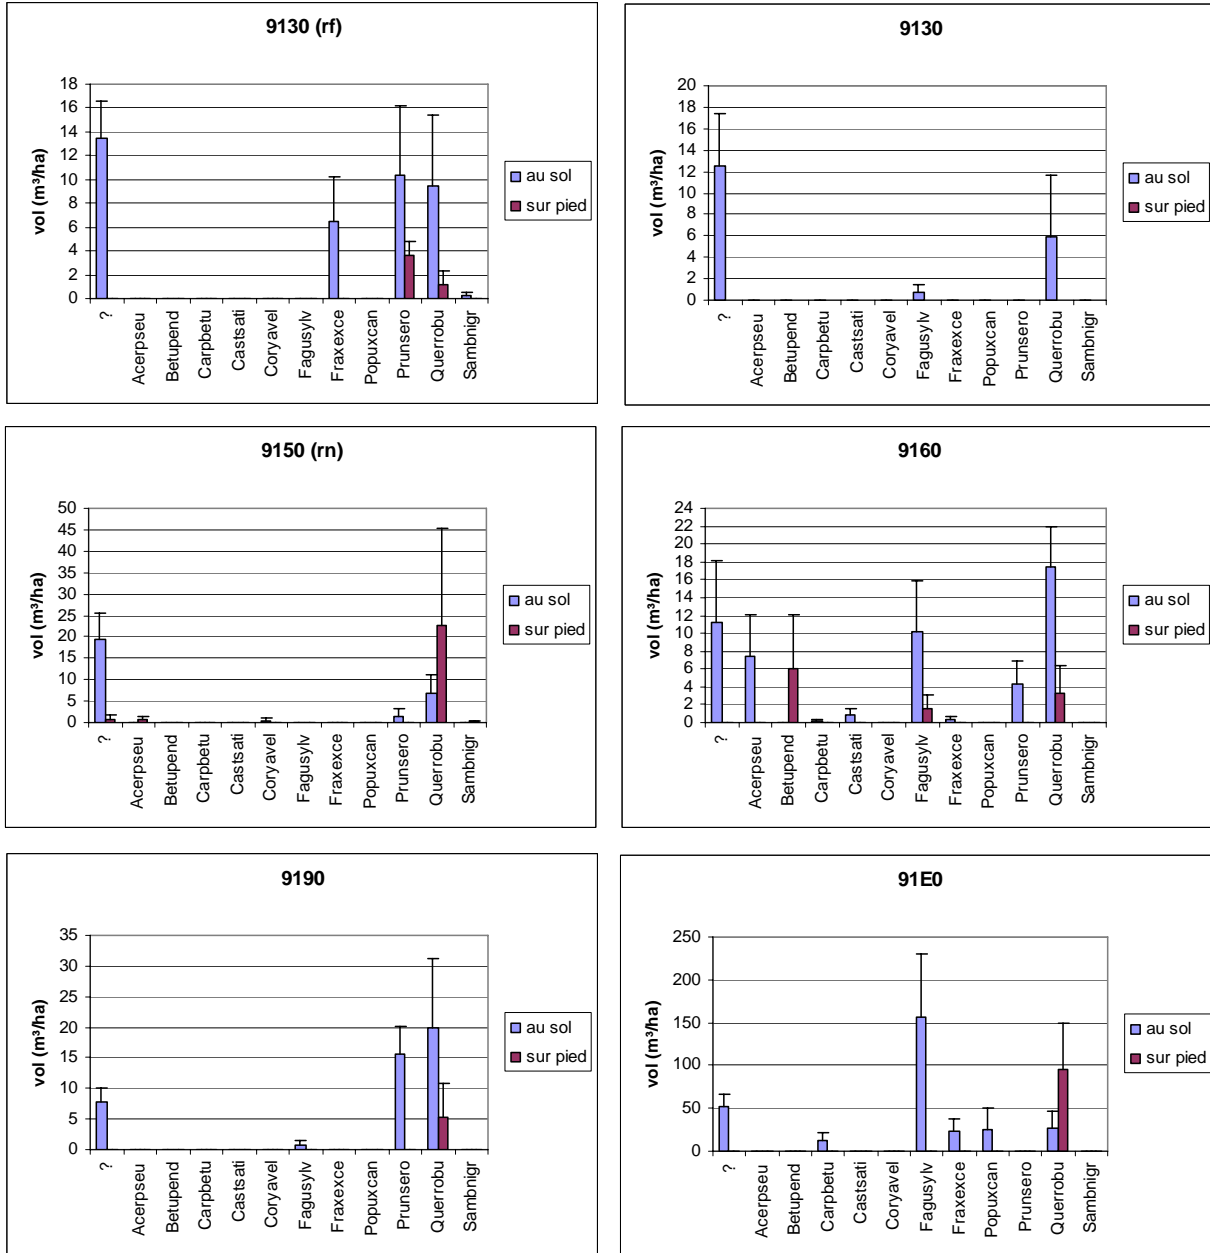 9130 (rf)
18
16
14
12
10
8
6
4
2
0
vol (m³/ha)
?
Acerpseu
Betupend
Carpbetu
Castsati
Coryavel
Fagusylv
Fraxexce
Popuxcan
Prunsero
Querrobu
Sambnigr
au sol
sur pied
9130
20
18
16
14
12
10
8
6
4
2
0
vol (m³/ha)
?
Acerpseu
Betupend
Carpbetu
Castsati
Coryavel
Fagusylv
Fraxexce
Popuxcan
Prunsero
Querrobu
Sambnigr
au sol
sur pied
9150 (rn)
50
45
40
35
30
25
20
15
10
5
0
vol (m³/ha)
?
Acerpseu
Betupend
Carpbetu
Castsati
Coryavel
Fagusylv
Fraxexce
Popuxcan
Prunsero
Querrobu
Sambnigr
au sol
sur pied
9160
24
22
20
18
16
14
12
10
8
6
4
2
0
vol (m³/ha)
?
Acerpseu
Betupend
Carpbetu
Castsati
Coryavel
Fagusylv
Fraxexce
Popuxcan
Prunsero
Querrobu
Sambnigr
au sol
sur pied
9190
35
30
25
20
15
10
5
0
vol (m³/ha)
?
Acerpseu
Betupend
Carpbetu
Castsati
Coryavel
Fagusylv
Fraxexce
Popuxcan
Prunsero
Querrobu
Sambnigr
au sol
sur pied
91E0
250
200
150
100
50
0
vol (m³/ha)
?
Acerpseu
Betupend
Carpbetu
Castsati
Coryavel
Fagusylv
Fraxexce
Popuxcan
Prunsero
Querrobu
Sambnigr
au sol
sur pied